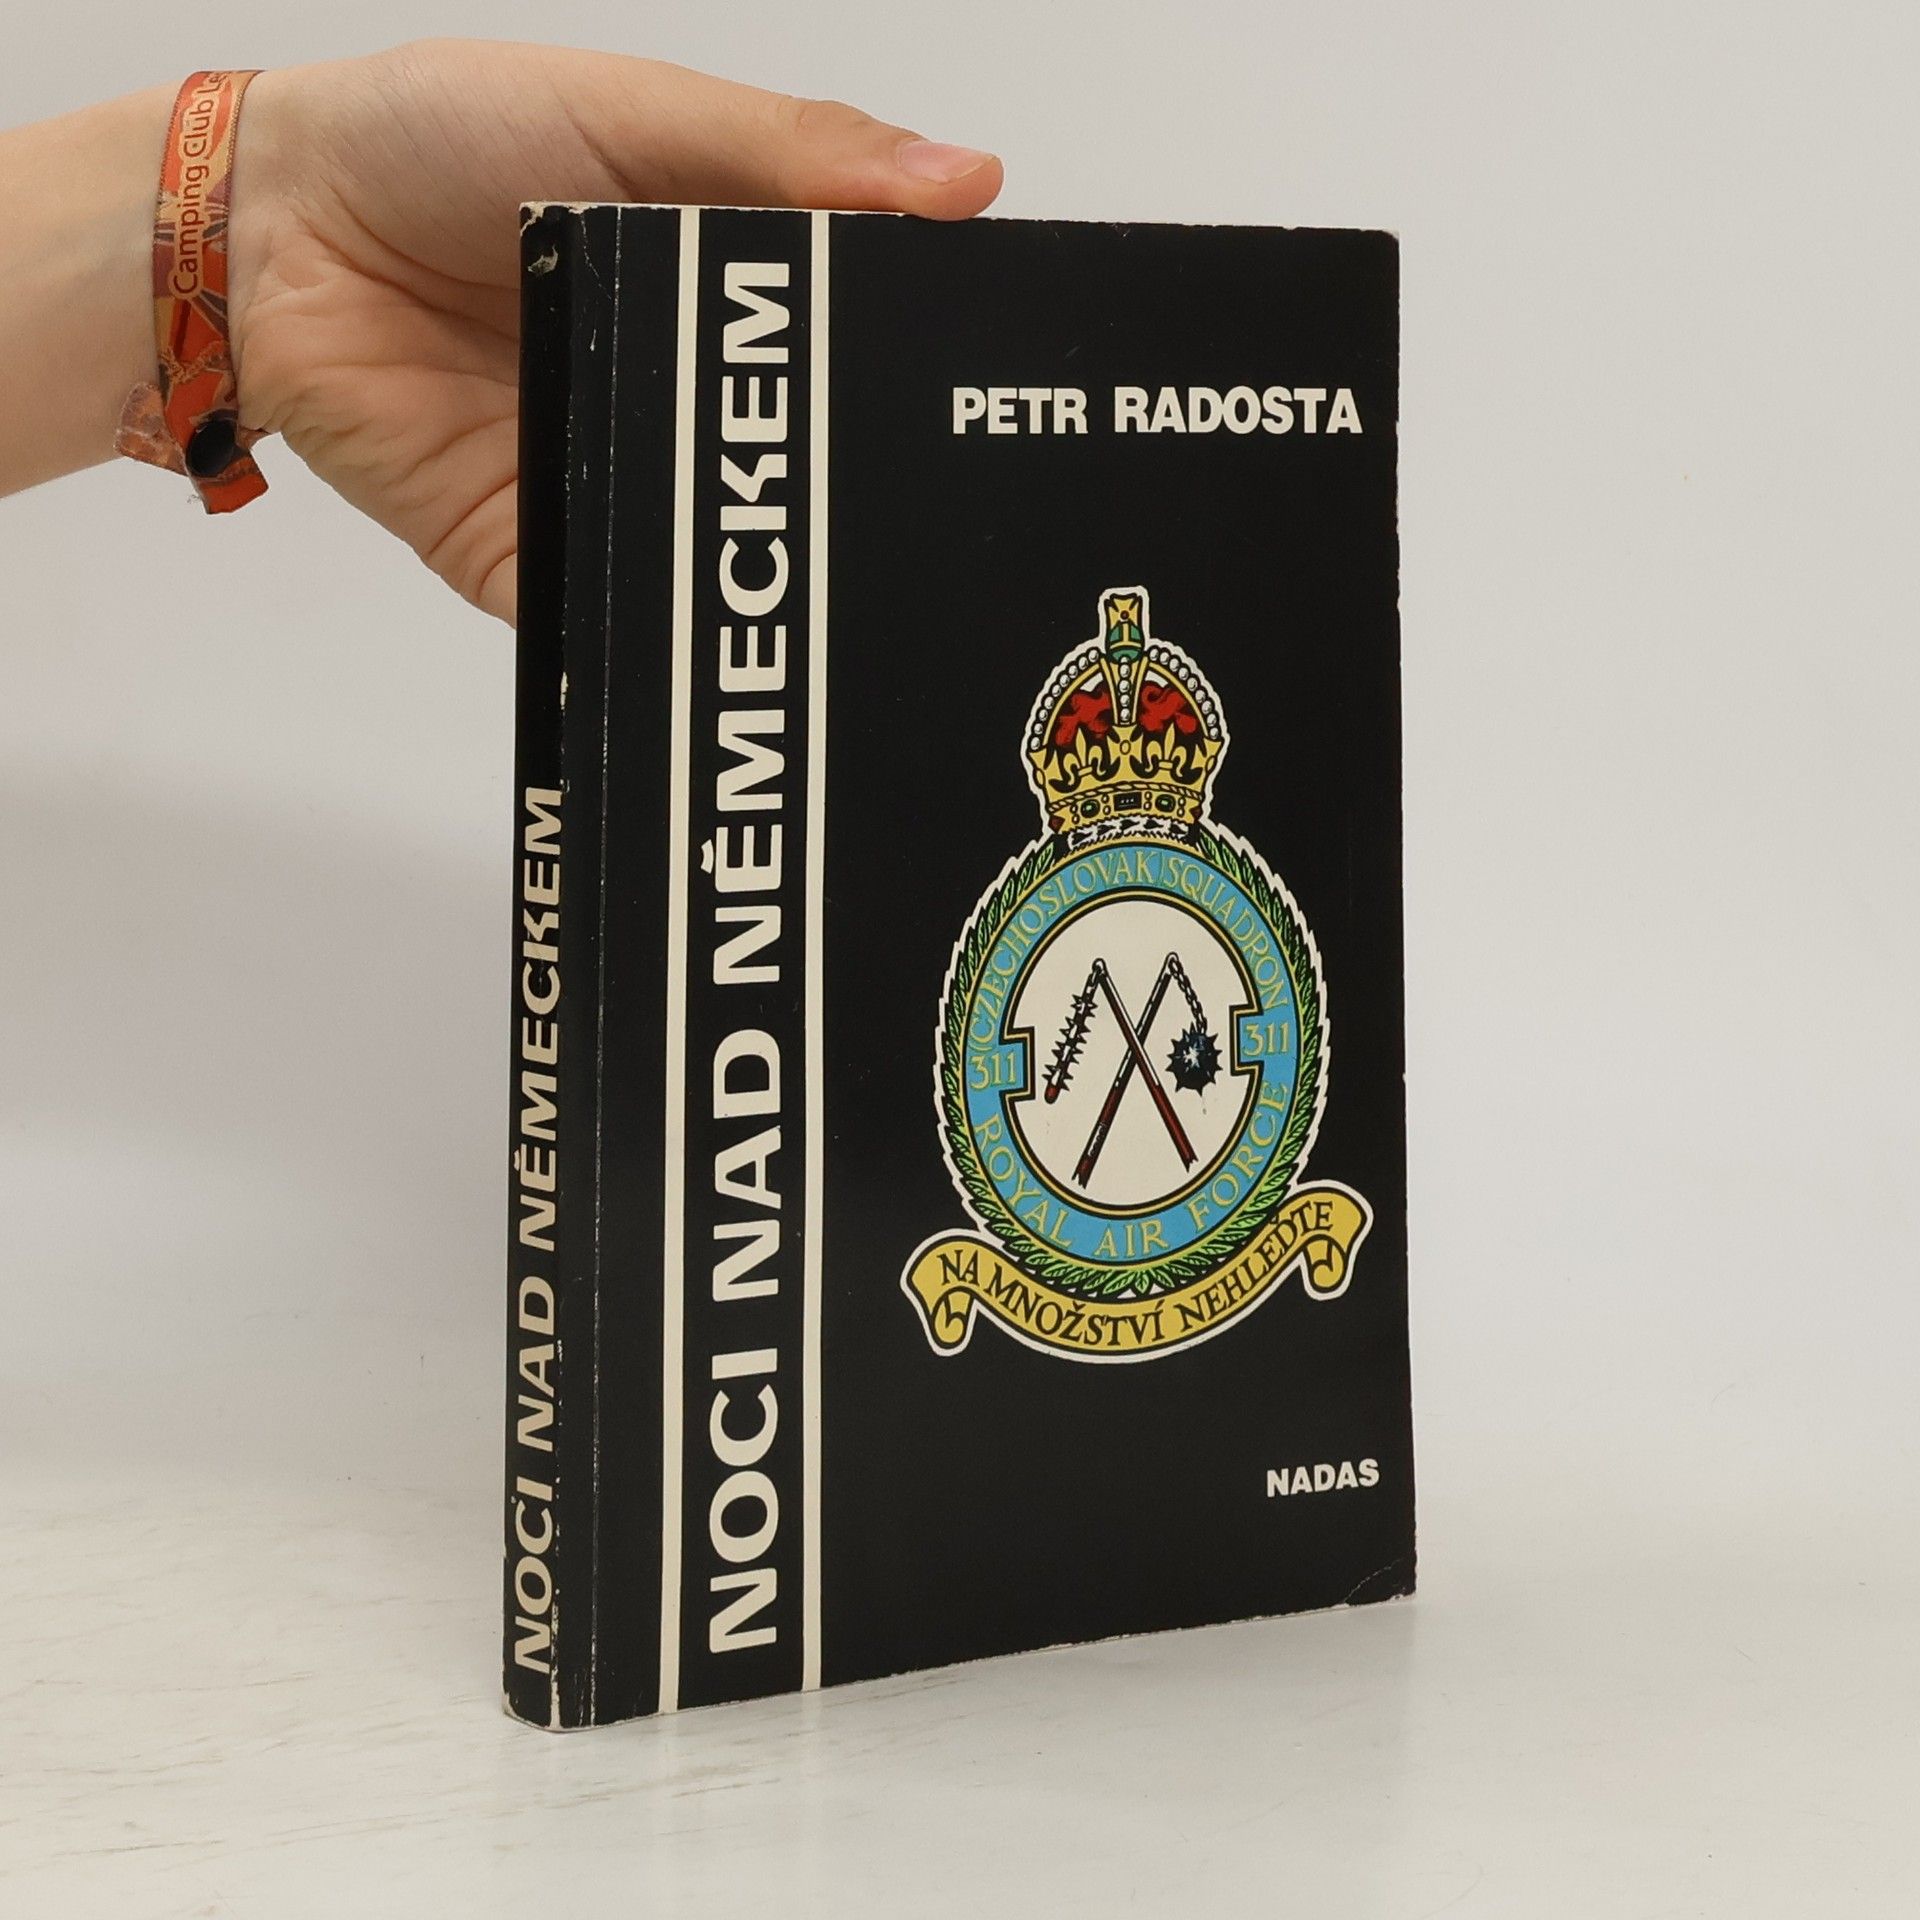 Camping Club Le
NOCI NAD NĚMECKEM
NOCI NAD NĚMECKEM
PETR RADOSTA
(CZECHOSLOVAK) SQUADRON
311
311
ROYAL AIR FORCE
NA MNOŽSTVÍ NEHLEĎTE
NADAS